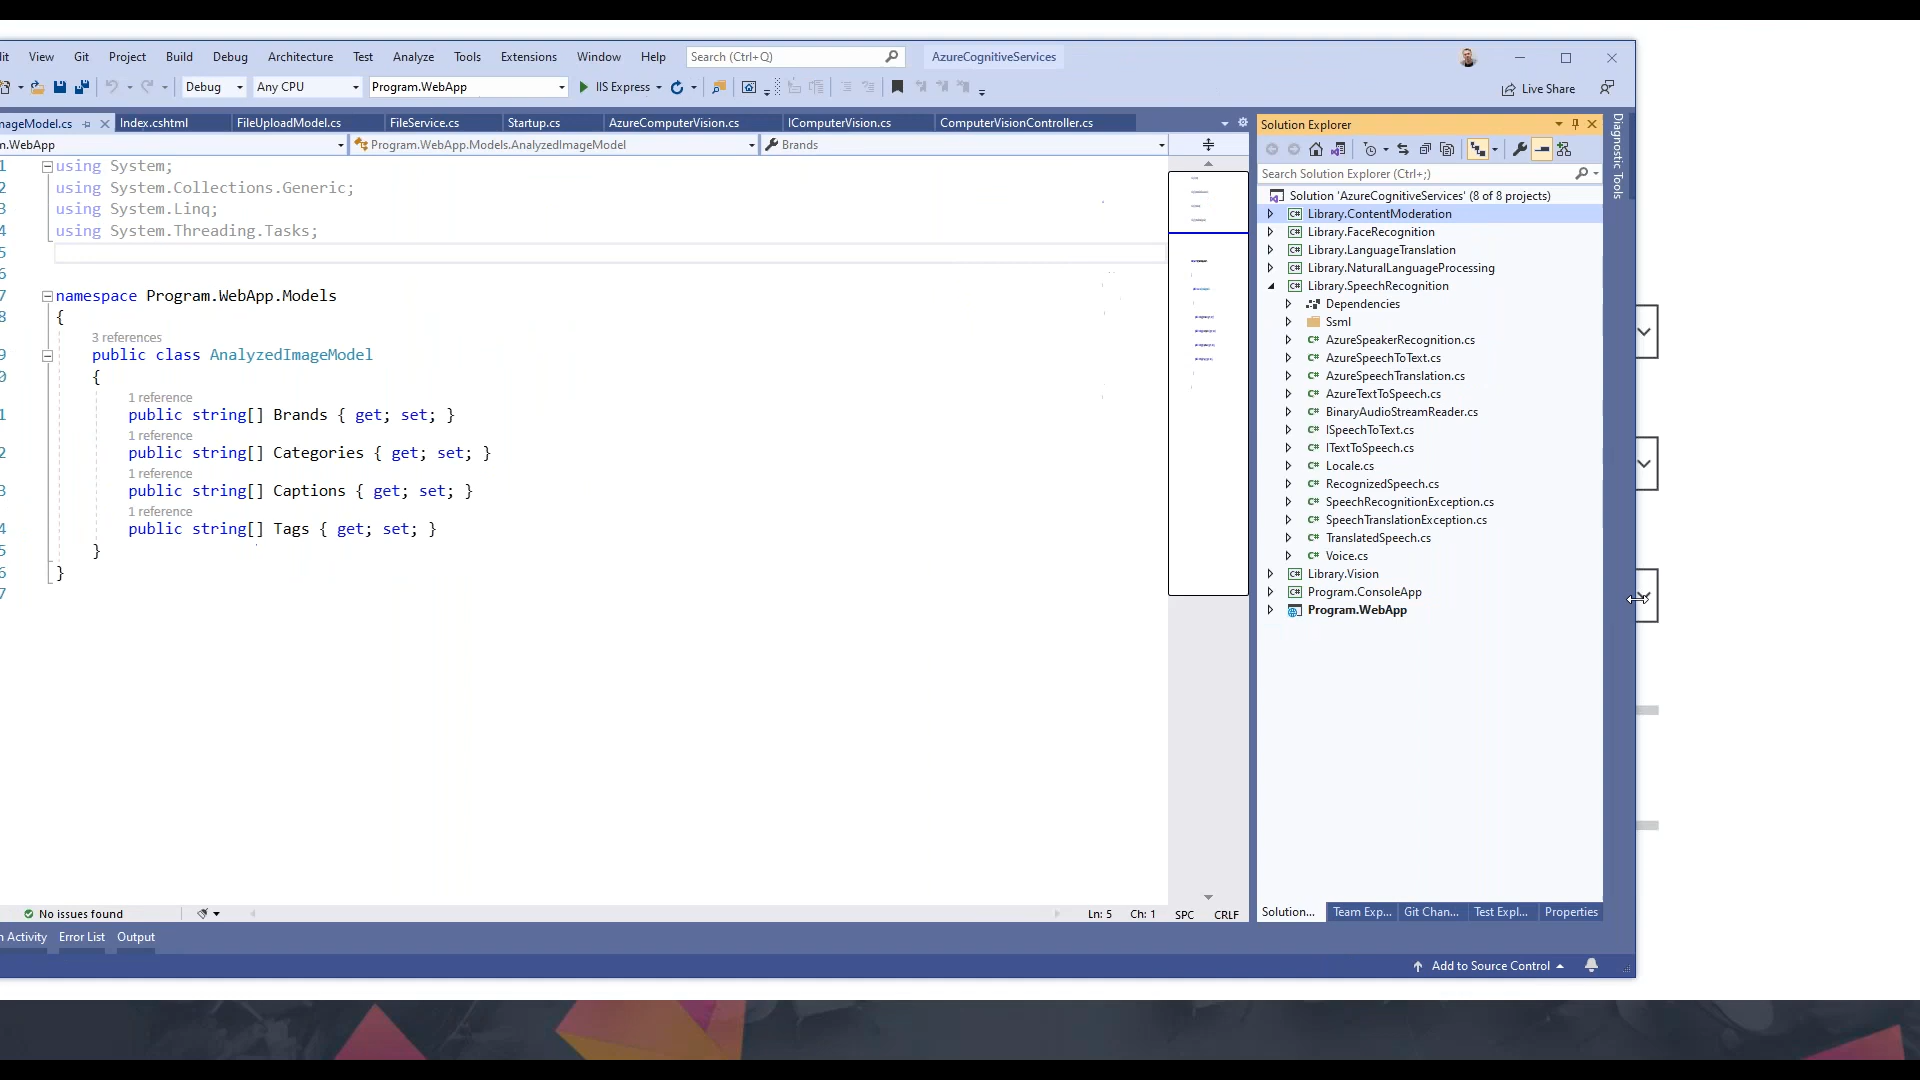 View Git Project Build Debug Architecture Test Analyze Tools Extensions Window Help Search (Ctrl+Q) AzureCognitiveServices
Debug Any CPU Program.WebApp IIS Express Live Share
Index.cshtml FileUploadModel.cs FileService.cs Startup.cs AzureComputerVision.cs IComputerVision.cs ComputerVisionController.cs
Program.WebApp.Models.AnalyzedImageModel Brands
1 using System;
2 using System.Collections.Generic;
3 using System.Linq;
4 using System.Threading.Tasks;
5
6
7 namespace Program.WebApp.Models
8 {
3 references
9 public class AnalyzedImageModel
0 {
1 reference
1 public string[] Brands { get; set; }
1 reference
2 public string[] Categories { get; set; }
1 reference
3 public string[] Captions { get; set; }
1 reference
4 public string[] Tags { get; set; }
5 }
6 }
7
No issues found Ln: 5 Ch: 1 SPC CRLF
Activity Error List Output
Solution Explorer
Search Solution Explorer (Ctrl+;)
Solution 'AzureCognitiveServices' (8 of 8 projects)
Library.ContentModeration
Library.FaceRecognition
Library.LanguageTranslation
Library.NaturalLanguageProcessing
Library.SpeechRecognition
Dependencies
Ssml
AzureSpeakerRecognition.cs
AzureSpeechToText.cs
AzureSpeechTranslation.cs
AzureTextToSpeech.cs
BinaryAudioStreamReader.cs
ISpeechToText.cs
ITextToSpeech.cs
Locale.cs
RecognizedSpeech.cs
SpeechRecognitionException.cs
SpeechTranslationException.cs
TranslatedSpeech.cs
Voice.cs
Library.Vision
Program.ConsoleApp
Program.WebApp
Solution... Team Exp... Git Chan... Test Expl... Properties
Diagnostic Tools
Add to Source Control